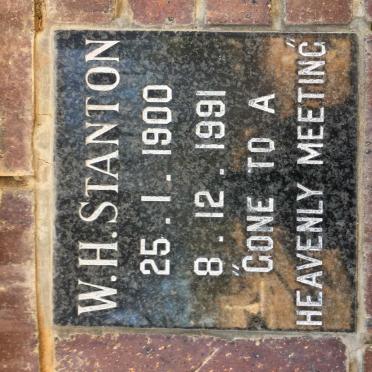 W.H.STANTON
25.1.1900
8.12.1991
"GONE TO A
HEAVENLY MEETING"